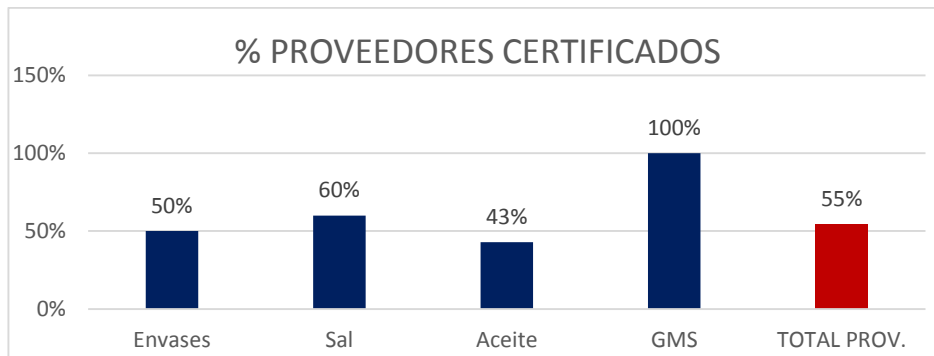 % PROVEEDORES CERTIFICADOS
150%
100%
50%
0%
50%
60%
43%
100%
55%
Envases
Sal
Aceite
GMS
TOTAL PROV.